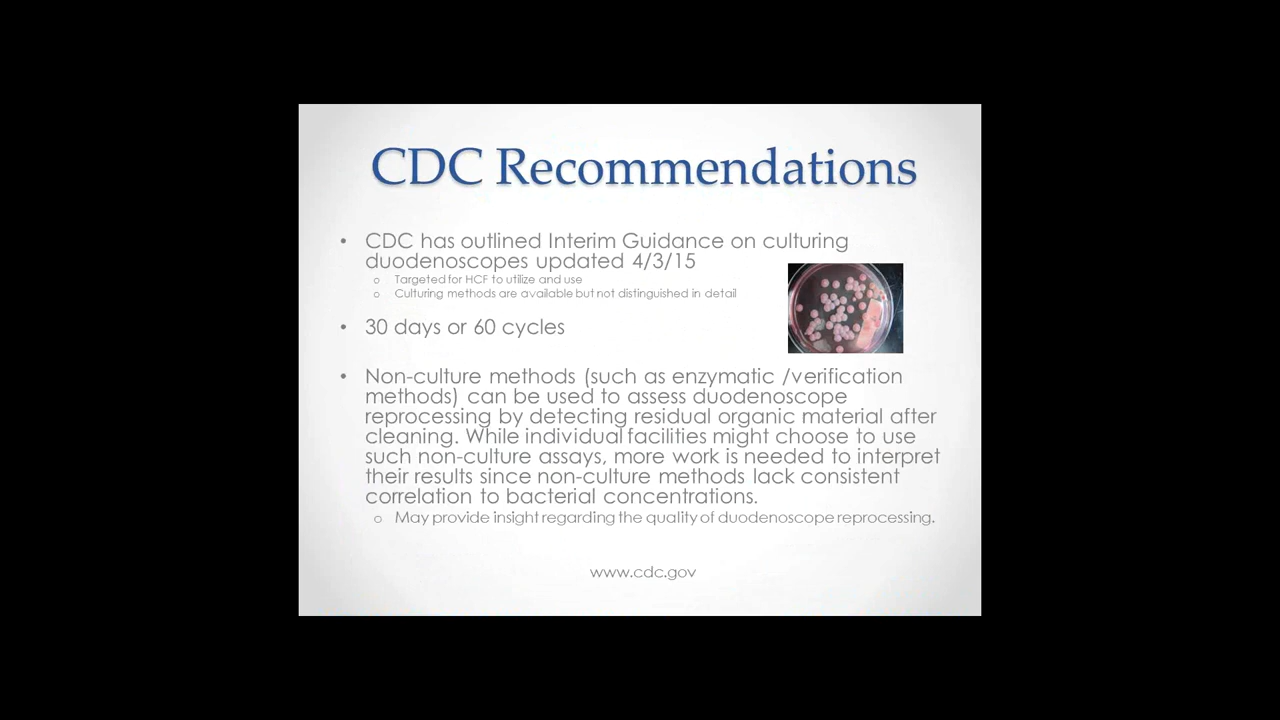 CDC Recommendations
• CDC has outlined Interim Guidance on culturing
duodenoscopes updated 4/3/15
o Targeted for HCF to utilize and use
o Culturing methods are available but not distinguished in detail
• 30 days or 60 cycles
• Non-culture methods (such as enzymatic /verification
methods) can be used to assess duodenoscope
reprocessing by detecting residual organic material after
cleaning. While individual facilities might choose to use
such non-culture assays, more work is needed to interpret
their results since non-culture methods lack consistent
correlation to bacterial concentrations.
o May provide insight regarding the quality of duodenoscope reprocessing.
www.cdc.gov